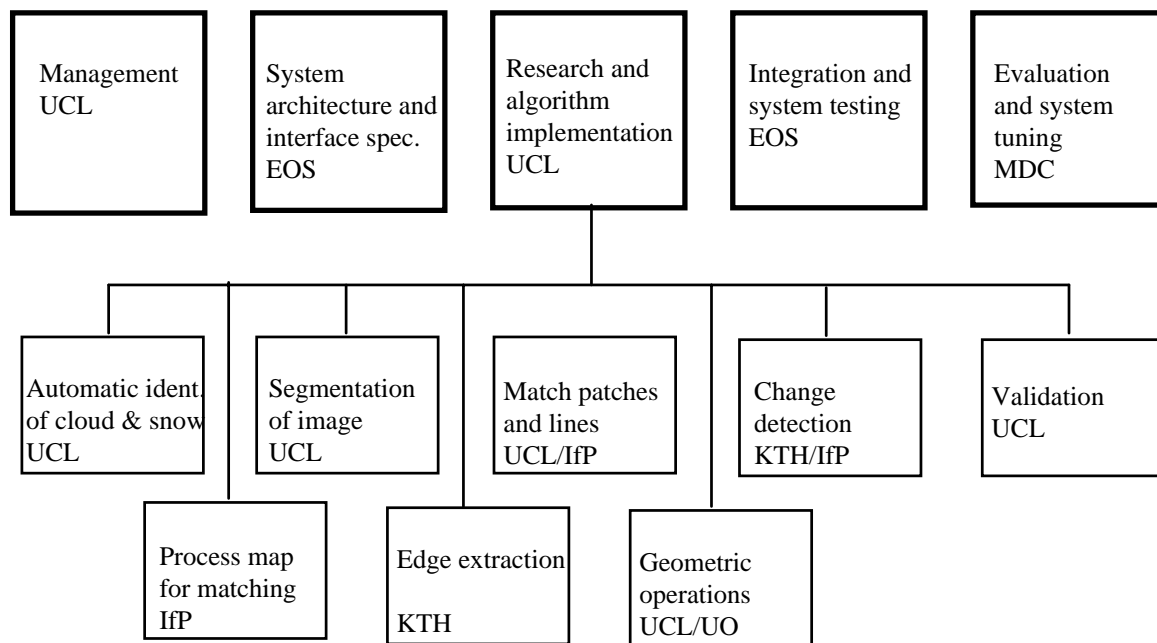 Management
UCL
System
architecture and
interface spec.
EOS
Research and
algorithm
implementation
UCL
Integration and
system testing
EOS
Evaluation
and system
tuning
MDC
Automatic ident.
of cloud & snow
UCL
Segmentation
of image
UCL
Match patches
and lines
UCL/IfP
Change
detection
KTH/IfP
Validation
UCL
Process map
for matching
IfP
Edge extraction
KTH
Geometric
operations
UCL/UO